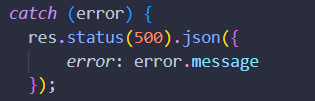 catch (error) {
res.status(500).json({
error: error.message
});